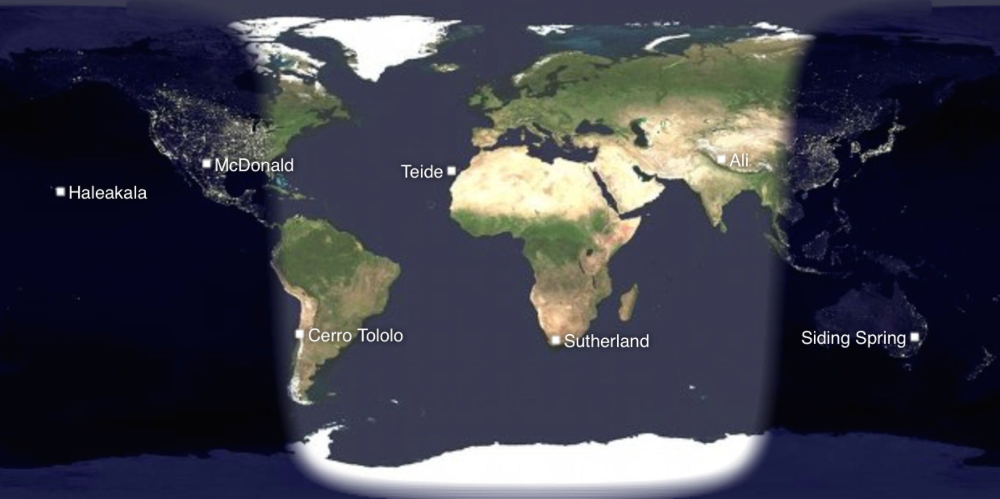 McDonald
Ali
Teide
Haleakala
Cerro Tololo
Siding Spring
Sutherland